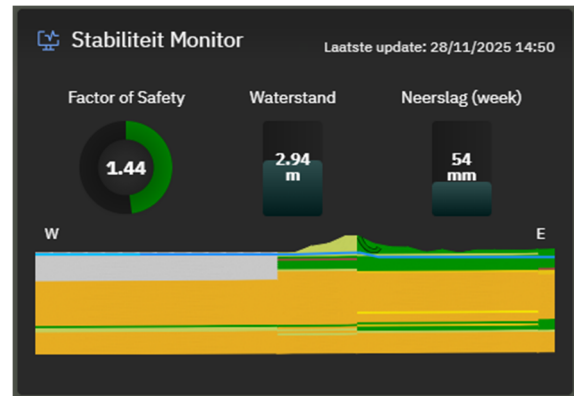 Stabiliteit Monitor
Laatste update: 28/11/2025 14:50
Factor of Safety
Waterstand
Neerslag (week)
1.44
2.94
m
54
mm
W
E